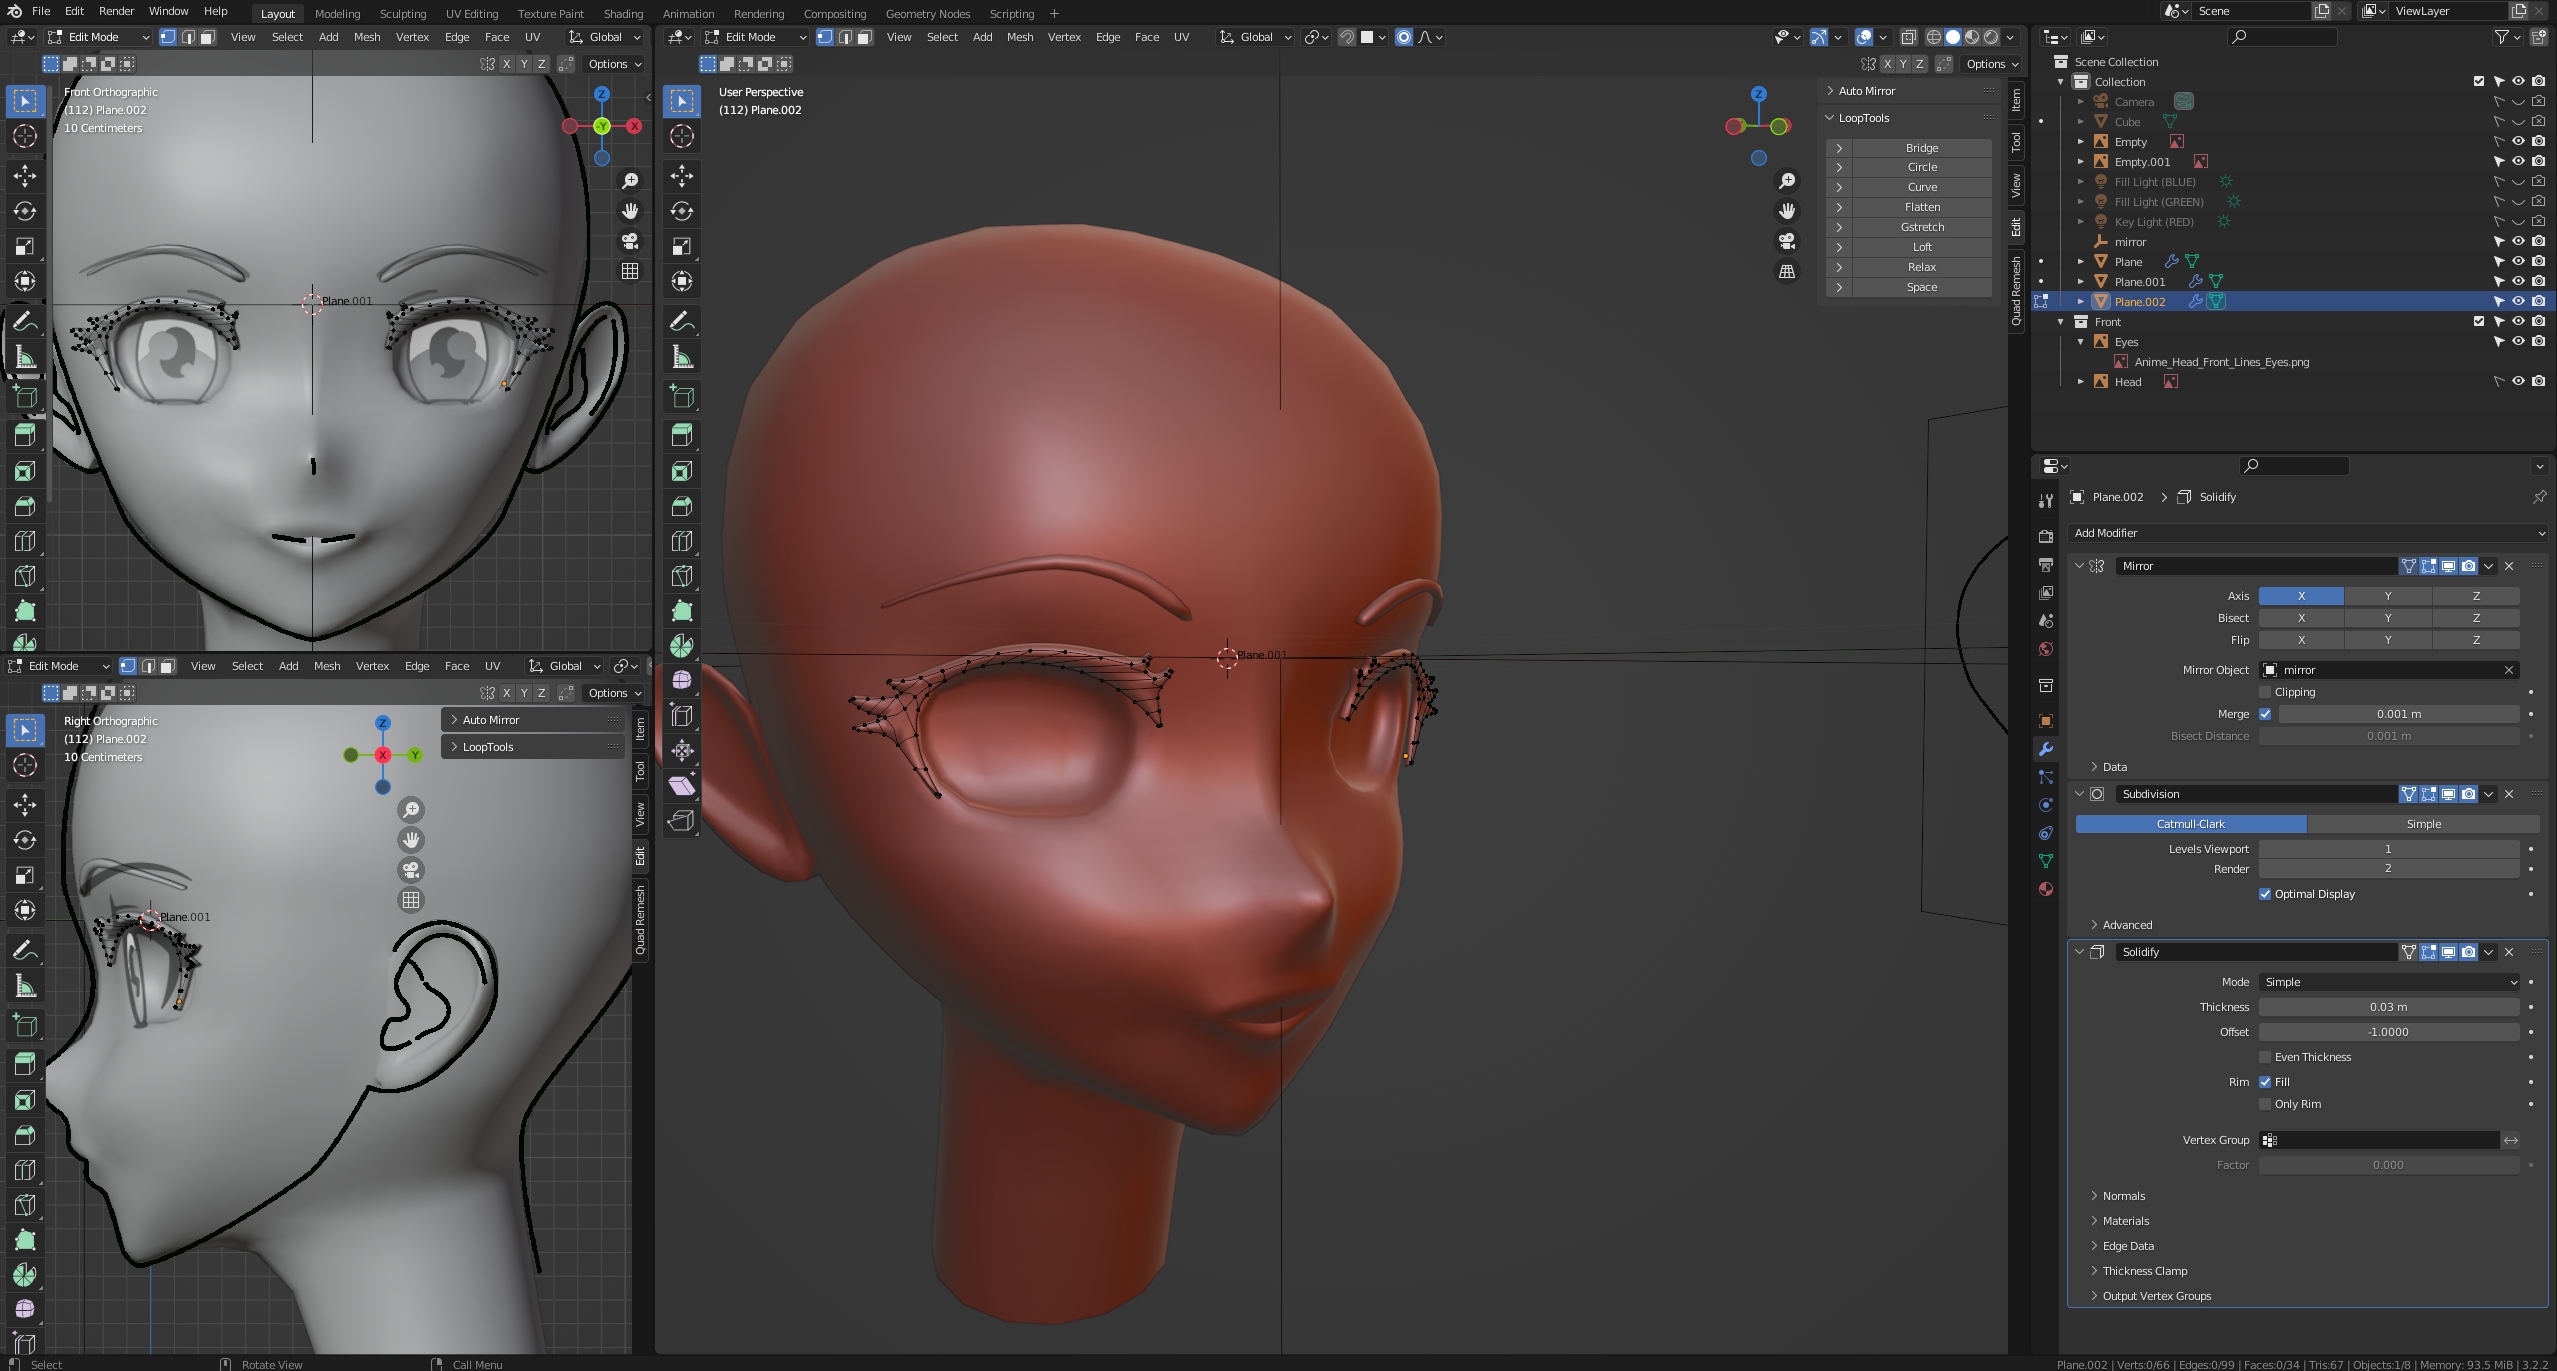 File Edit Render Window Help Layout Modeling Sculpting UV Editing Texture Paint Shading Animation Rendering Compositing Geometry Nodes Scripting + Scene ViewLayer
Edit Mode View Select Add Mesh Vertex Edge Face UV Global
X Y Z Options
Front Orthographic
(112) Plane.002
10 Centimeters
Z
-Y X
Plane.001
Edit Mode View Select Add Mesh Vertex Edge Face UV Global
X Y Z Options
Right Orthographic
(112) Plane.002
10 Centimeters
Z
X Y
Auto Mirror
LoopTools
Item
Tool
View
Edit
Quad Remesh
Plane.001
Edit Mode View Select Add Mesh Vertex Edge Face UV Global
X Y Z Options
User Perspective
(112) Plane.002
Z
Auto Mirror
LoopTools
Bridge
Circle
Curve
Flatten
Gstretch
Loft
Relax
Space
Item
Tool
View
Edit
Quad Remesh
Plane.001
Scene Collection
Collection
Camera
Cube
Empty
Empty.001
Fill Light (BLUE)
Fill Light (GREEN)
Key Light (RED)
mirror
Plane
Plane.001
Plane.002
Front
Eyes
Anime_Head_Front_Lines_Eyes.png
Head
Plane.002 > Solidify
Add Modifier
Mirror
Axis X Y Z
Bisect X Y Z
Flip X Y Z
Mirror Object mirror
Clipping
Merge 0.001 m
Bisect Distance 0.001 m
Data
Subdivision
Catmull-Clark Simple
Levels Viewport 1
Render 2
Optimal Display
Advanced
Solidify
Mode Simple
Thickness 0.03 m
Offset -1.0000
Even Thickness
Rim Fill
Only Rim
Vertex Group
Factor 0.000
Normals
Materials
Edge Data
Thickness Clamp
Output Vertex Groups
Select Rotate View Call Menu Plane.002 | Verts:0/66 | Edges:0/99 | Faces:0/34 | Tris:67 | Objects:1/8 | Memory: 93.5 MiB | 3.2.2